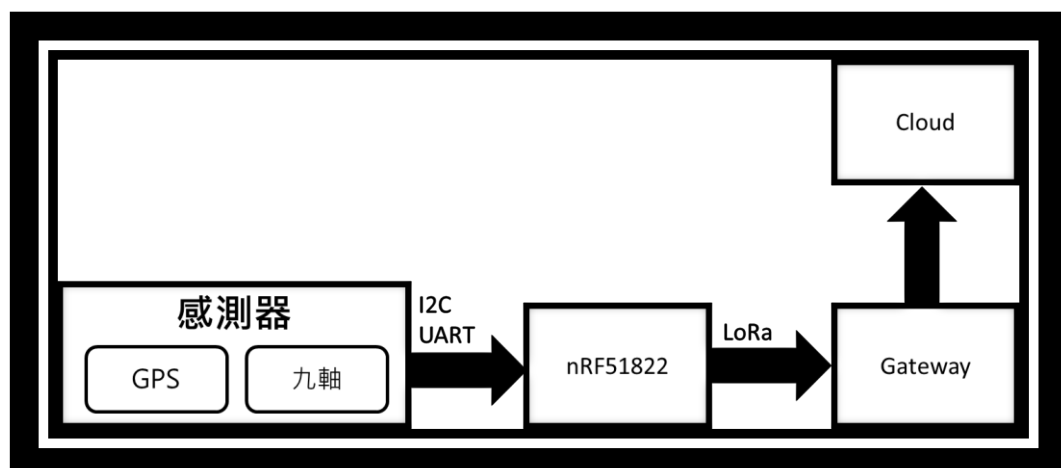 Cloud
感測器
GPS
九軸
I2C
UART
nRF51822
LoRa
Gateway